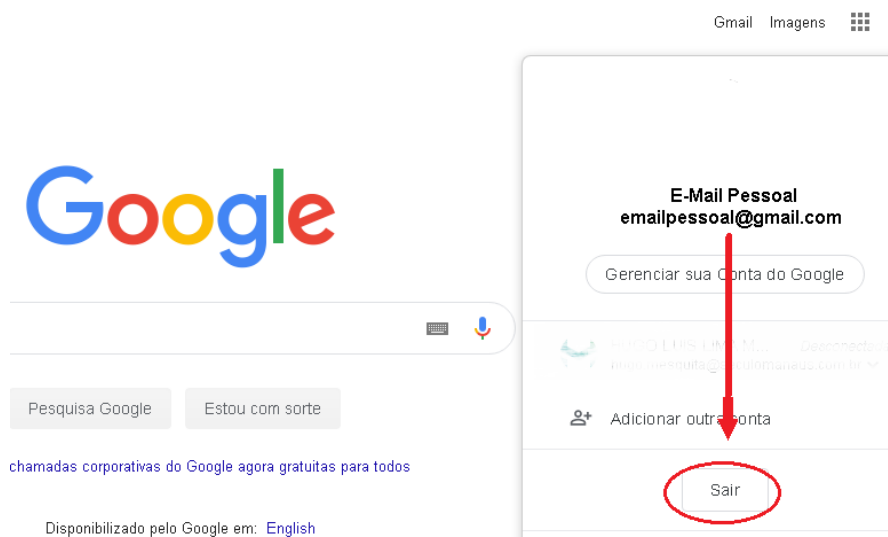 Gmail Imagens
Google
E-Mail Pessoal
emailpessoal@gmail.com
Gerenciar sua Conta do Google
Adicionar outra conta
Sair
Pesquisa Google
Estou com sorte
chamadas corporativas do Google agora gratuitas para todos
Disponibilizado pelo Google em: English